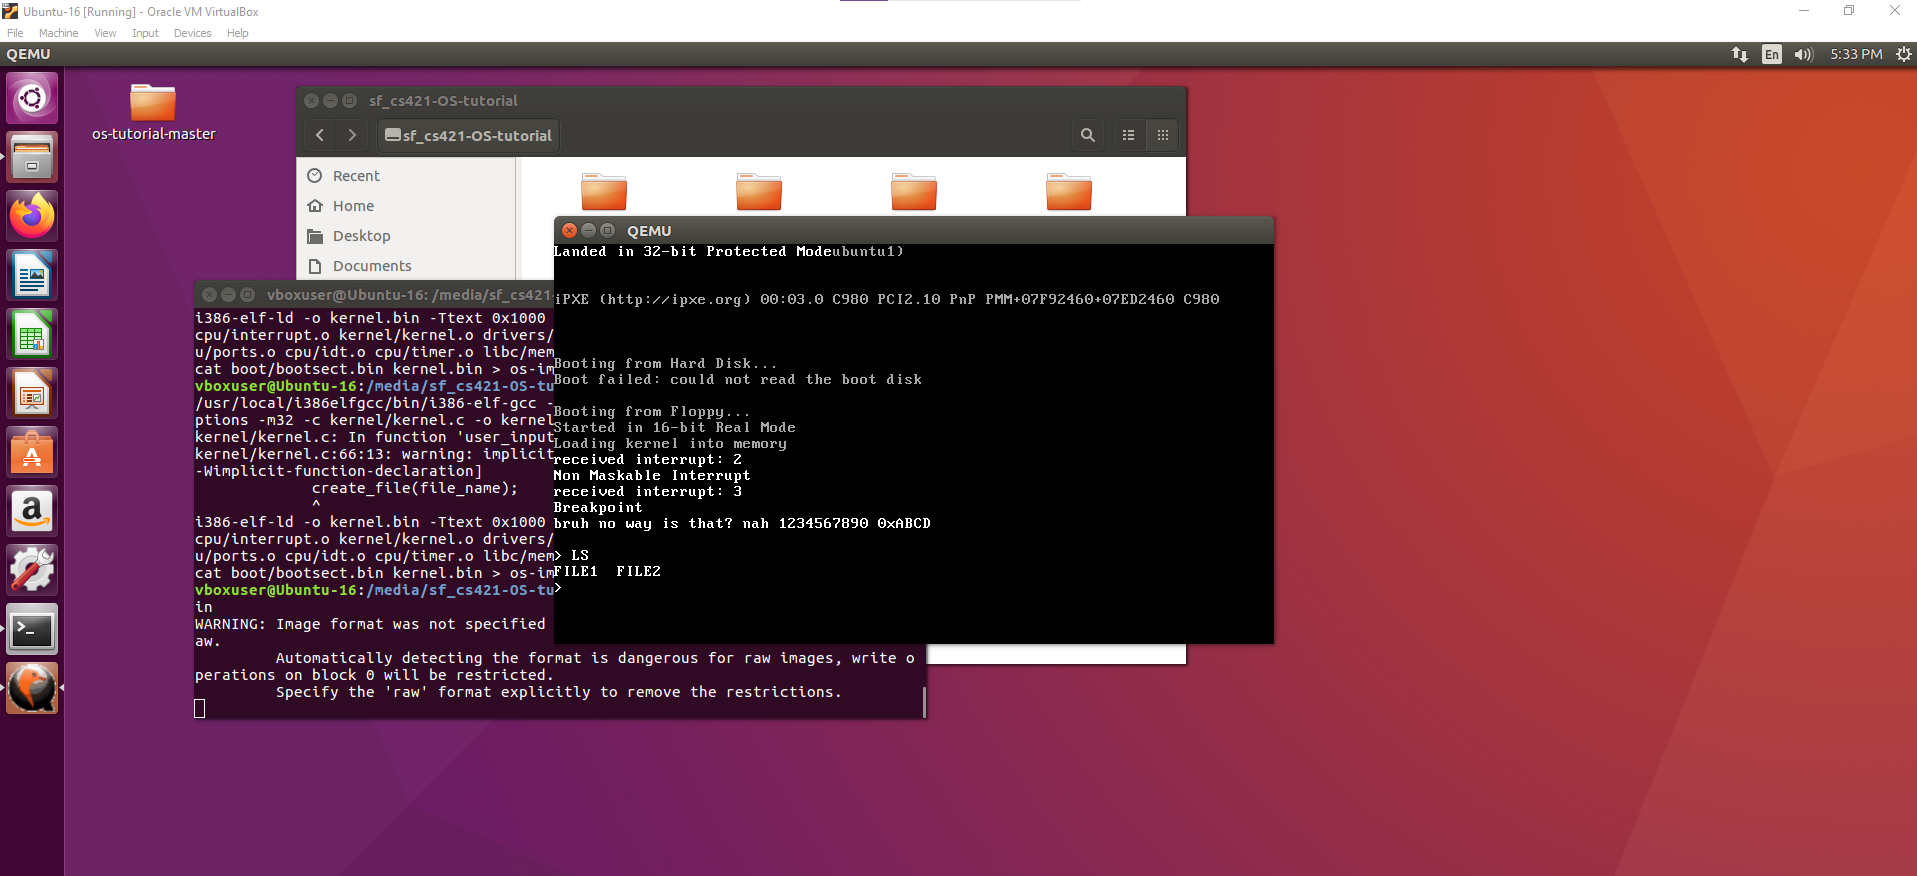 Ubuntu-16 [Running] - Oracle VM VirtualBox
File Machine View Input Devices Help
QEMU
En 5:33 PM
os-tutorial-master
sf_cs421-OS-tutorial
sf_cs421-OS-tutorial
Recent
Home
Desktop
Documents
vboxuser@Ubuntu-16: /media/sf_cs421-
i386-elf-ld -o kernel.bin -Ttext 0x1000
cpu/interrupt.o kernel/kernel.o drivers/
u/ports.o cpu/idt.o cpu/timer.o libc/mem
cat boot/bootsect.bin kernel.bin > os-im
vboxuser@Ubuntu-16:/media/sf_cs421-OS-tu
/usr/local/i386elfgcc/bin/i386-elf-gcc -
ptions -m32 -c kernel/kernel.c -o kernel
kernel/kernel.c: In function 'user_input
kernel/kernel.c:66:13: warning: implicit
-Wimplicit-function-declaration]
create_file(file_name);
^
i386-elf-ld -o kernel.bin -Ttext 0x1000
cpu/interrupt.o kernel/kernel.o drivers/
u/ports.o cpu/idt.o cpu/timer.o libc/mem
cat boot/bootsect.bin kernel.bin > os-im
vboxuser@Ubuntu-16:/media/sf_cs421-OS-tu
in
WARNING: Image format was not specified
aw.
Automatically detecting the format is dangerous for raw images, write o
perations on block 0 will be restricted.
Specify the 'raw' format explicitly to remove the restrictions.
QEMU
Landed in 32-bit Protected Modeubuntu1)
iPXE (http://ipxe.org) 00:03.0 C980 PCI2.10 PnP PMM+07F92460+07ED2460 C980
Booting from Hard Disk...
Boot failed: could not read the boot disk
Booting from Floppy...
Started in 16-bit Real Mode
Loading kernel into memory
received interrupt: 2
Non Maskable Interrupt
received interrupt: 3
Breakpoint
bruh no way is that? nah 1234567890 0xABCD
> LS
FILE1 FILE2
>